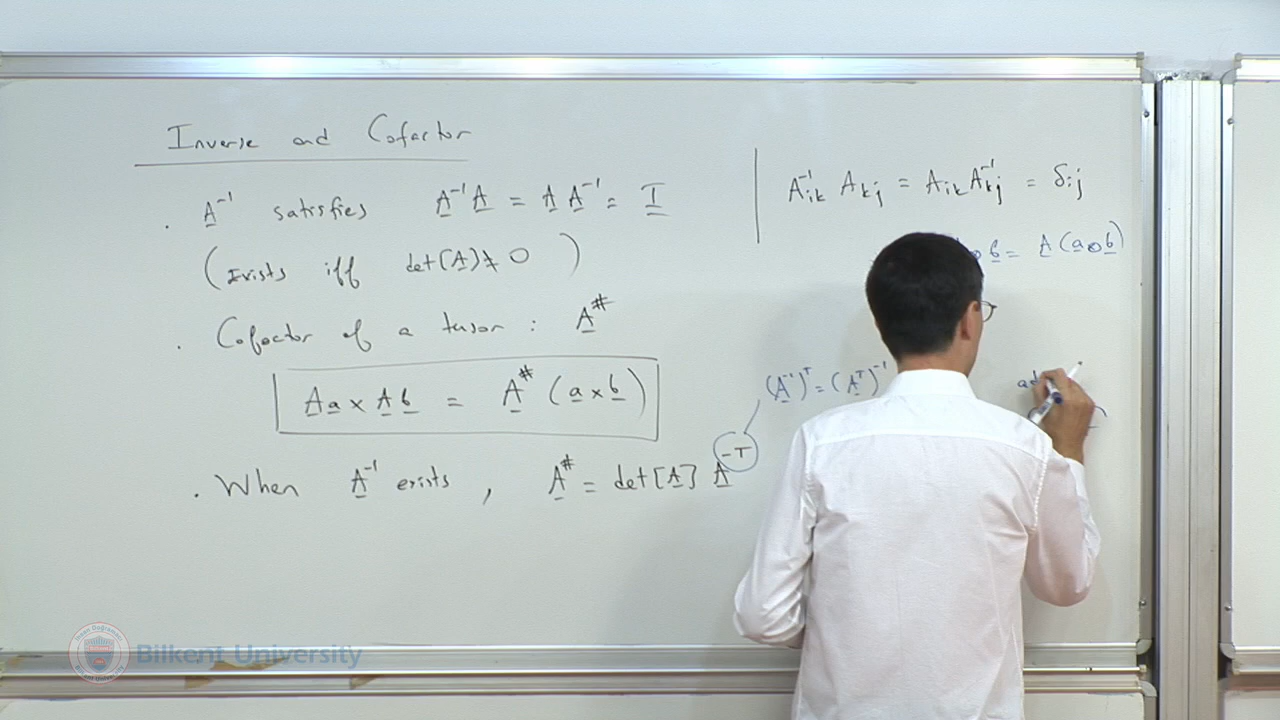 Inverse and Cofactor
. A⁻¹ satisfies A⁻¹A = A A⁻¹ = I
(Exists iff det[A] ≠ 0 )
. Cofactor of a tensor : A^#
Aa × Ab = A^# (a × b)
. When A⁻¹ exists , A^# = det[A] A^-T
A⁻¹ik Akj = Aik A⁻¹kj = δij
b = A(a⊗b)
(A⁻¹)ᵀ = (Aᵀ)⁻¹
Bilkent University